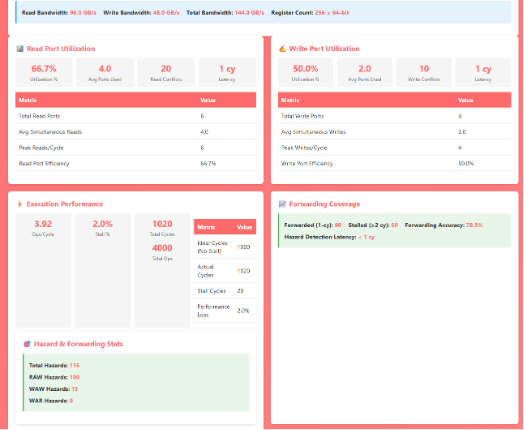 Read Bandwidth: 96.0 GB/s Write Bandwidth: 48.0 GB/s Total Bandwidth: 144.0 GB/s Register Count: 256 × 64-bit
Read Port Utilization
66.7% 4.0 20 1 cy
Utilization % Avg Ports Used Read Conflicts Latency
Metric Value
Total Read Ports 6
Avg Simultaneous Reads 4.0
Peak Reads/Cycle 6
Read Port Efficiency 66.7%
Write Port Utilization
50.0% 2.0 10 1 cy
Utilization % Avg Ports Used Write Conflicts Latency
Metric Value
Total Write Ports 4
Avg Simultaneous Writes 2.0
Peak Writes/Cycle 4
Write Port Efficiency 50.0%
Execution Performance
3.92 2.0% 1020
Ops/Cycle Stall % Total Cycles
4000
Total Ops
Metric Value
Ideal Cycles (No Stall) 1000
Actual Cycles 1020
Stall Cycles 20
Performance Loss 2.0%
Hazard & Forwarding Stats
Total Hazards: 115
RAW Hazards: 100
WAW Hazards: 15
WAR Hazards: 0
Forwarding Coverage
Forwarded (1-cy): 90 Stalled (≥2 cy): Forwarding Accuracy: 78.3%
Hazard Detection Latency: < 1 cy